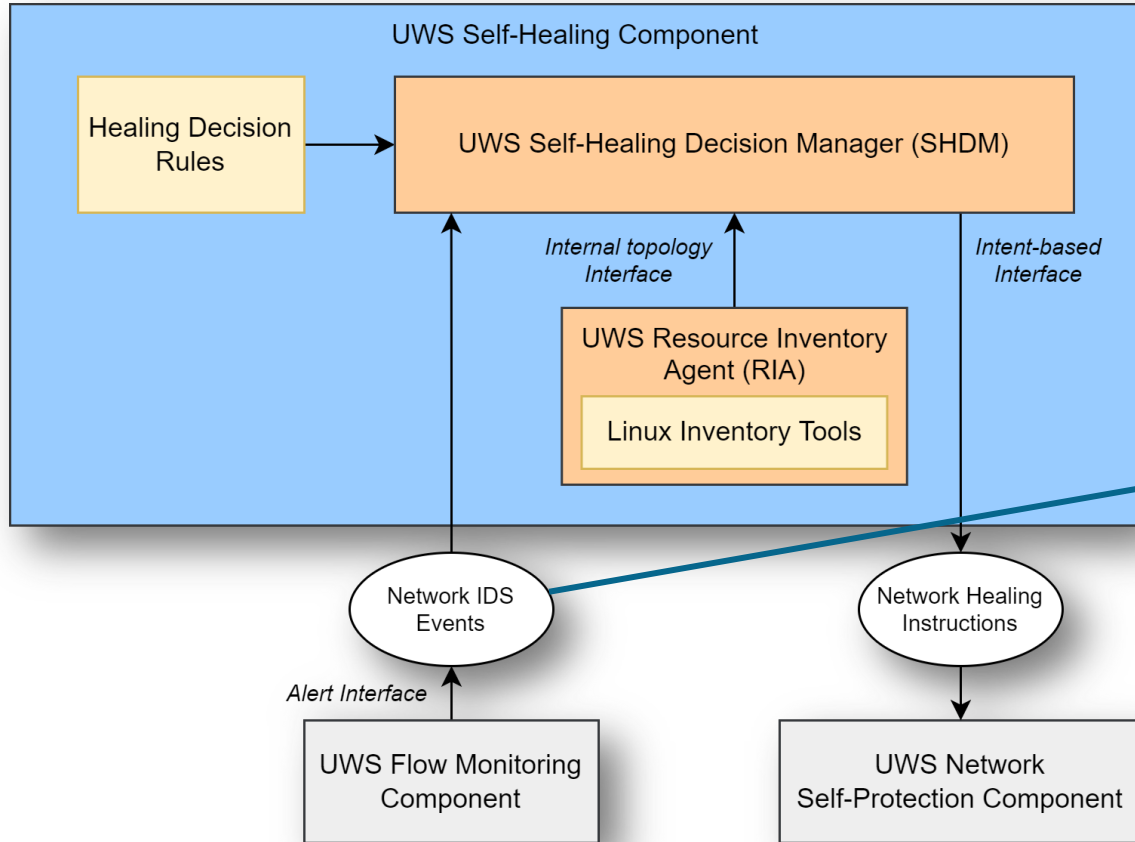 UWS Self-Healing Component
Healing Decision
Rules
UWS Self-Healing Decision Manager (SHDM)
Internal topology
Interface
Intent-based
Interface
UWS Resource Inventory
Agent (RIA)
Linux Inventory Tools
Network IDS
Events
Network Healing
Instructions
Alert Interface
UWS Flow Monitoring
Component
UWS Network
Self-Protection Component